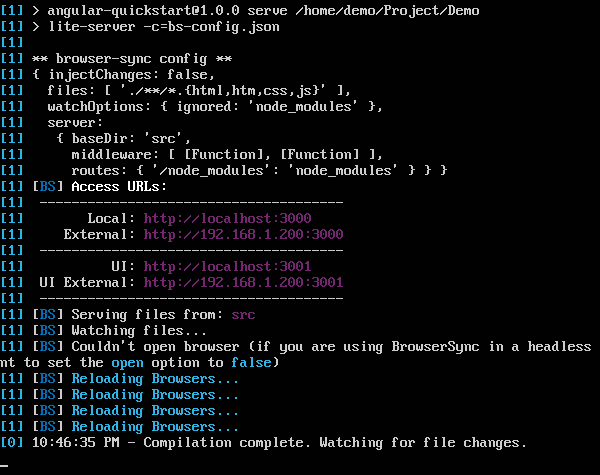 [1] > angular-quickstart@1.0.0 serve /home/demo/Project/Demo
[1] > lite-server -c=bs-config.json
[1]
[1] ** browser-sync config **
[1] { injectChanges: false,
[1]   files: [ './**/*.{html,htm,css,js}' ],
[1]   watchOptions: { ignored: 'node_modules' },
[1]   server:
[1]    { baseDir: 'src',
[1]      middleware: [ [Function], [Function] ],
[1]      routes: { '/node_modules': 'node_modules' } } }
[1] [BS] Access URLs:
[1]  --------------------------------------
[1]        Local: http://localhost:3000
[1]     External: http://192.168.1.200:3000
[1]  --------------------------------------
[1]           UI: http://localhost:3001
[1]  UI External: http://192.168.1.200:3001
[1]  --------------------------------------
[1] [BS] Serving files from: src
[1] [BS] Watching files...
[1] [BS] Couldn't open browser (if you are using BrowserSync in a headless
nt to set the open option to false)
[1] [BS] Reloading Browsers...
[1] [BS] Reloading Browsers...
[1] [BS] Reloading Browsers...
[1] [BS] Reloading Browsers...
[0] 10:46:35 PM - Compilation complete. Watching for file changes.